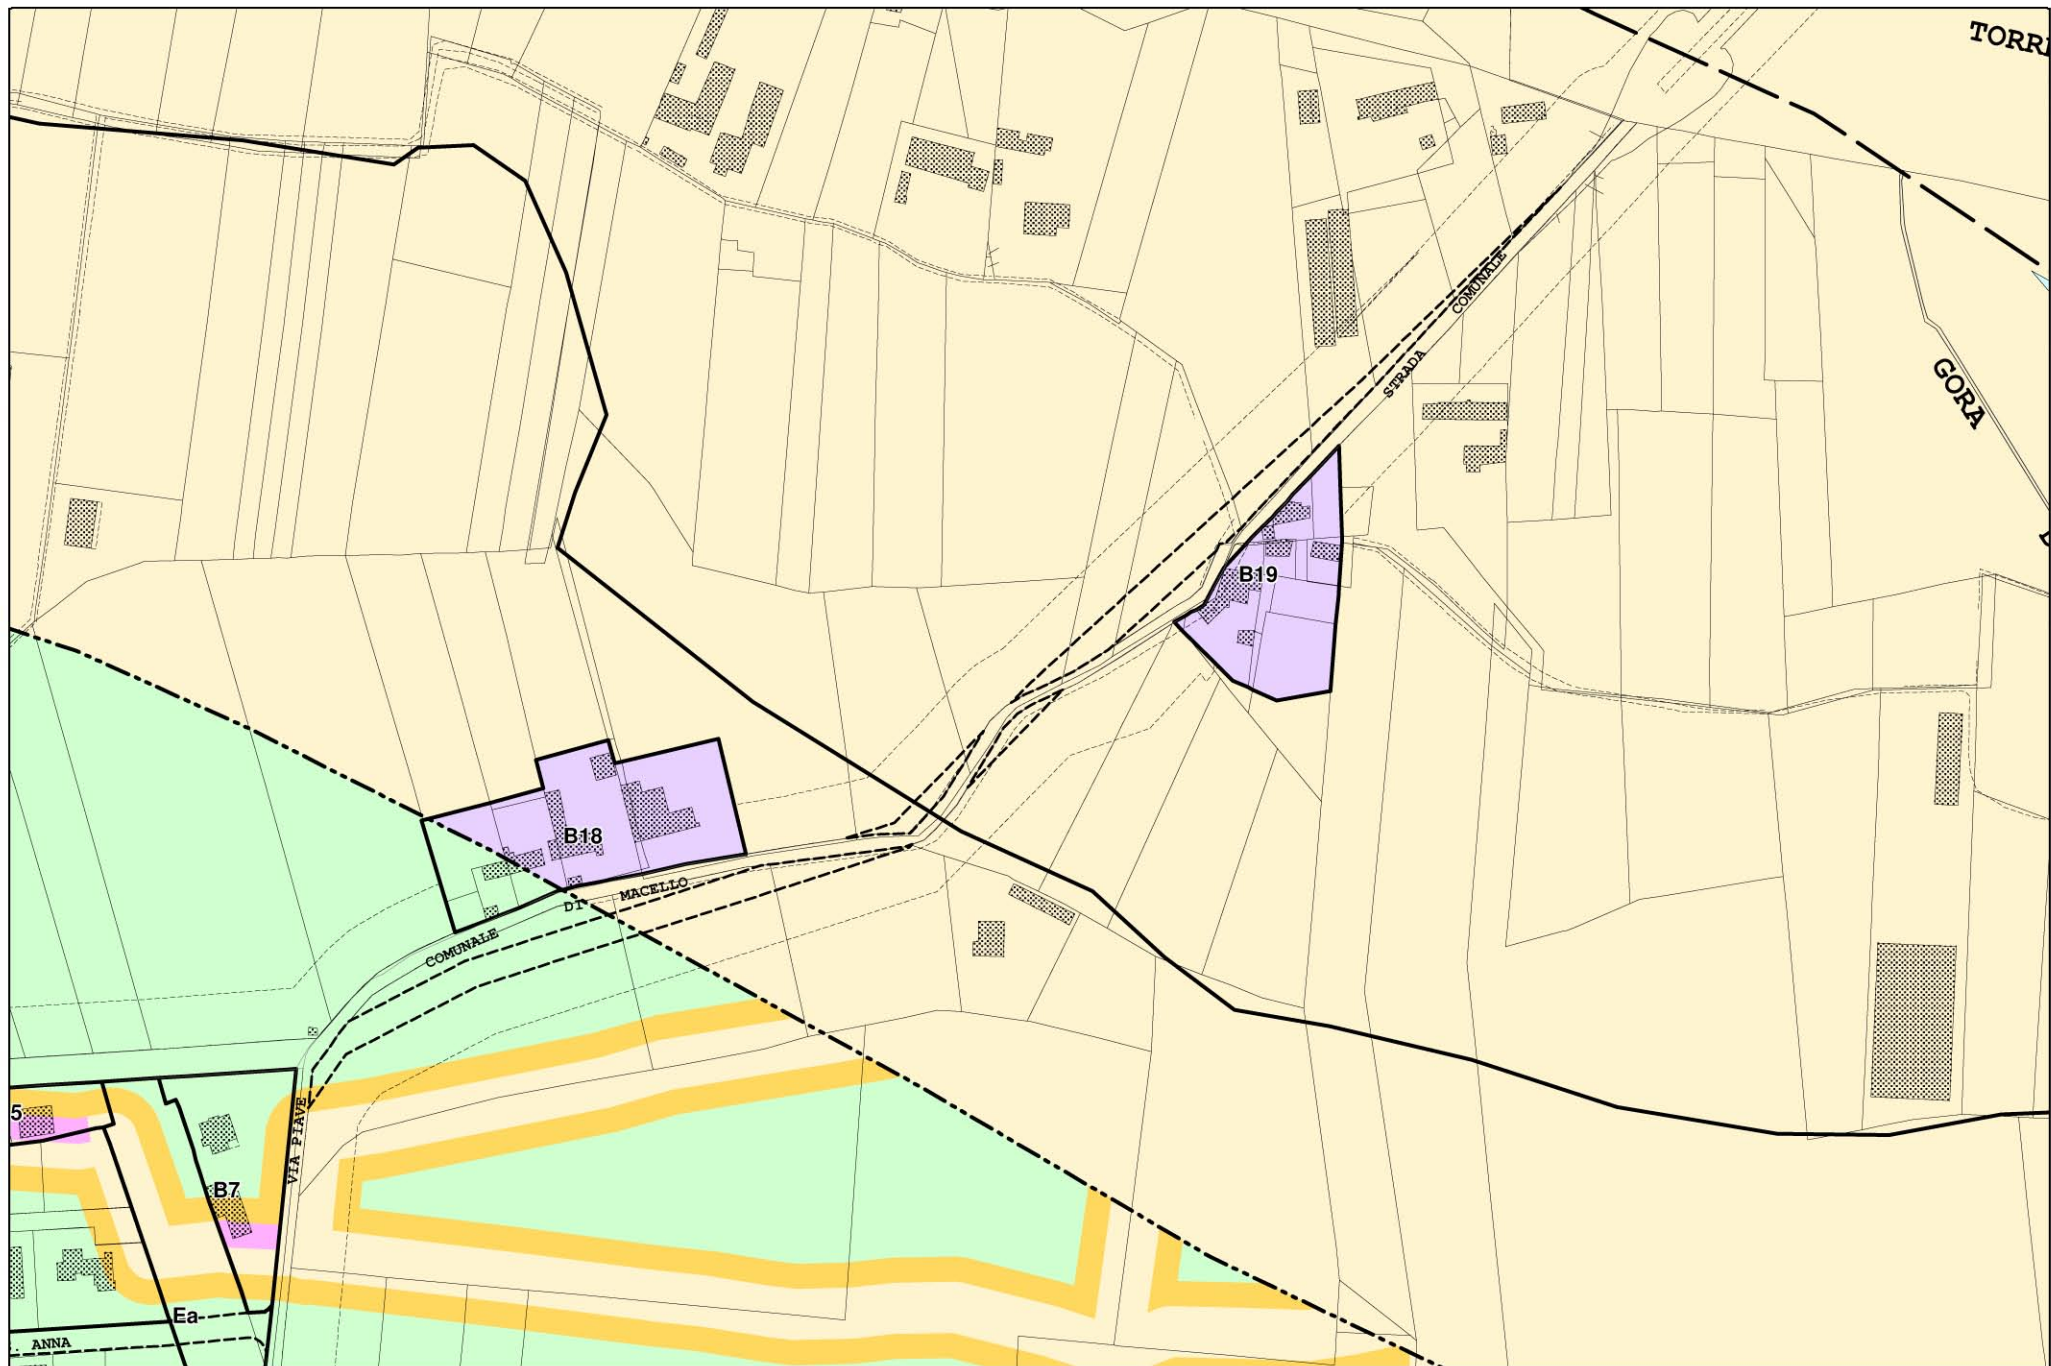 TORR
COMUNALE
STRADA
GORA
B19
B18
MACELLO
DI
COMUNALE
5
VIA PIAVE
B7
Ea
ANNA